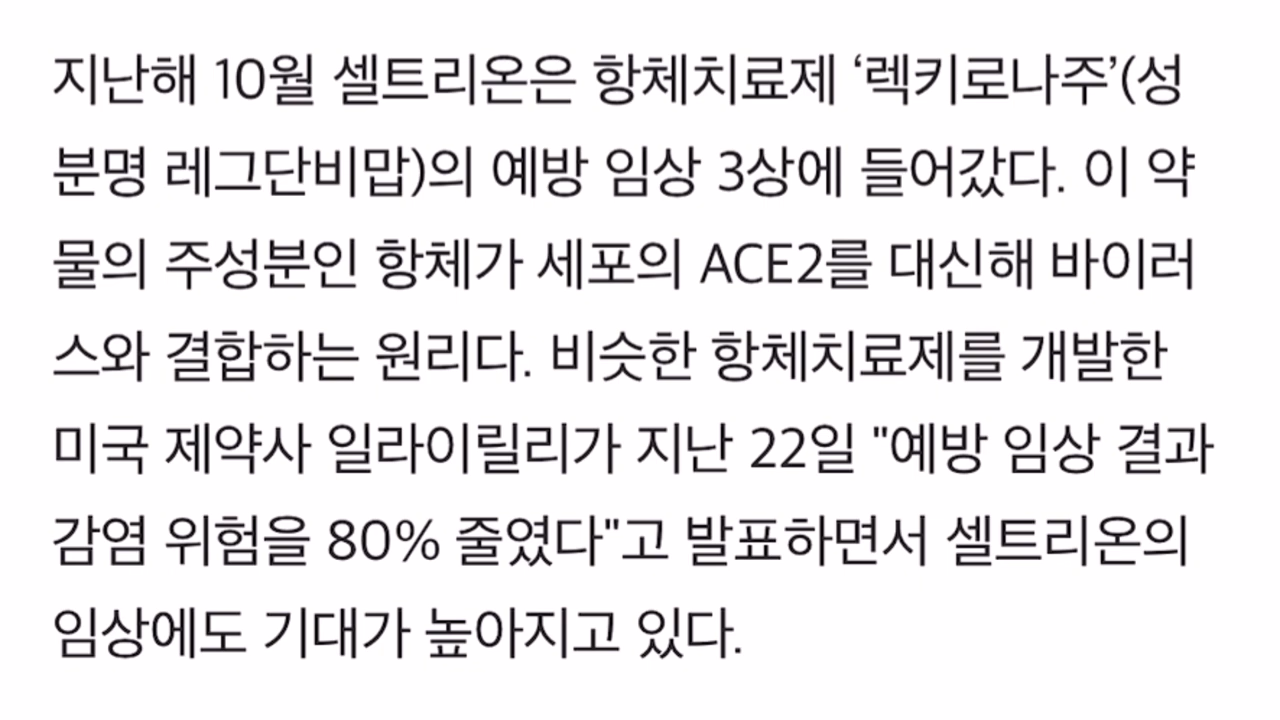 지난해 10월 셀트리온은 항체치료제 ‘렉키로나주’(성
분명 레그단비맙)의 예방 임상 3상에 들어갔다. 이 약
물의 주성분인 항체가 세포의 ACE2를 대신해 바이러
스와 결합하는 원리다. 비슷한 항체치료제를 개발한
미국 제약사 일라이릴리가 지난 22일 "예방 임상 결과
감염 위험을 80% 줄였다"고 발표하면서 셀트리온의
임상에도 기대가 높아지고 있다.